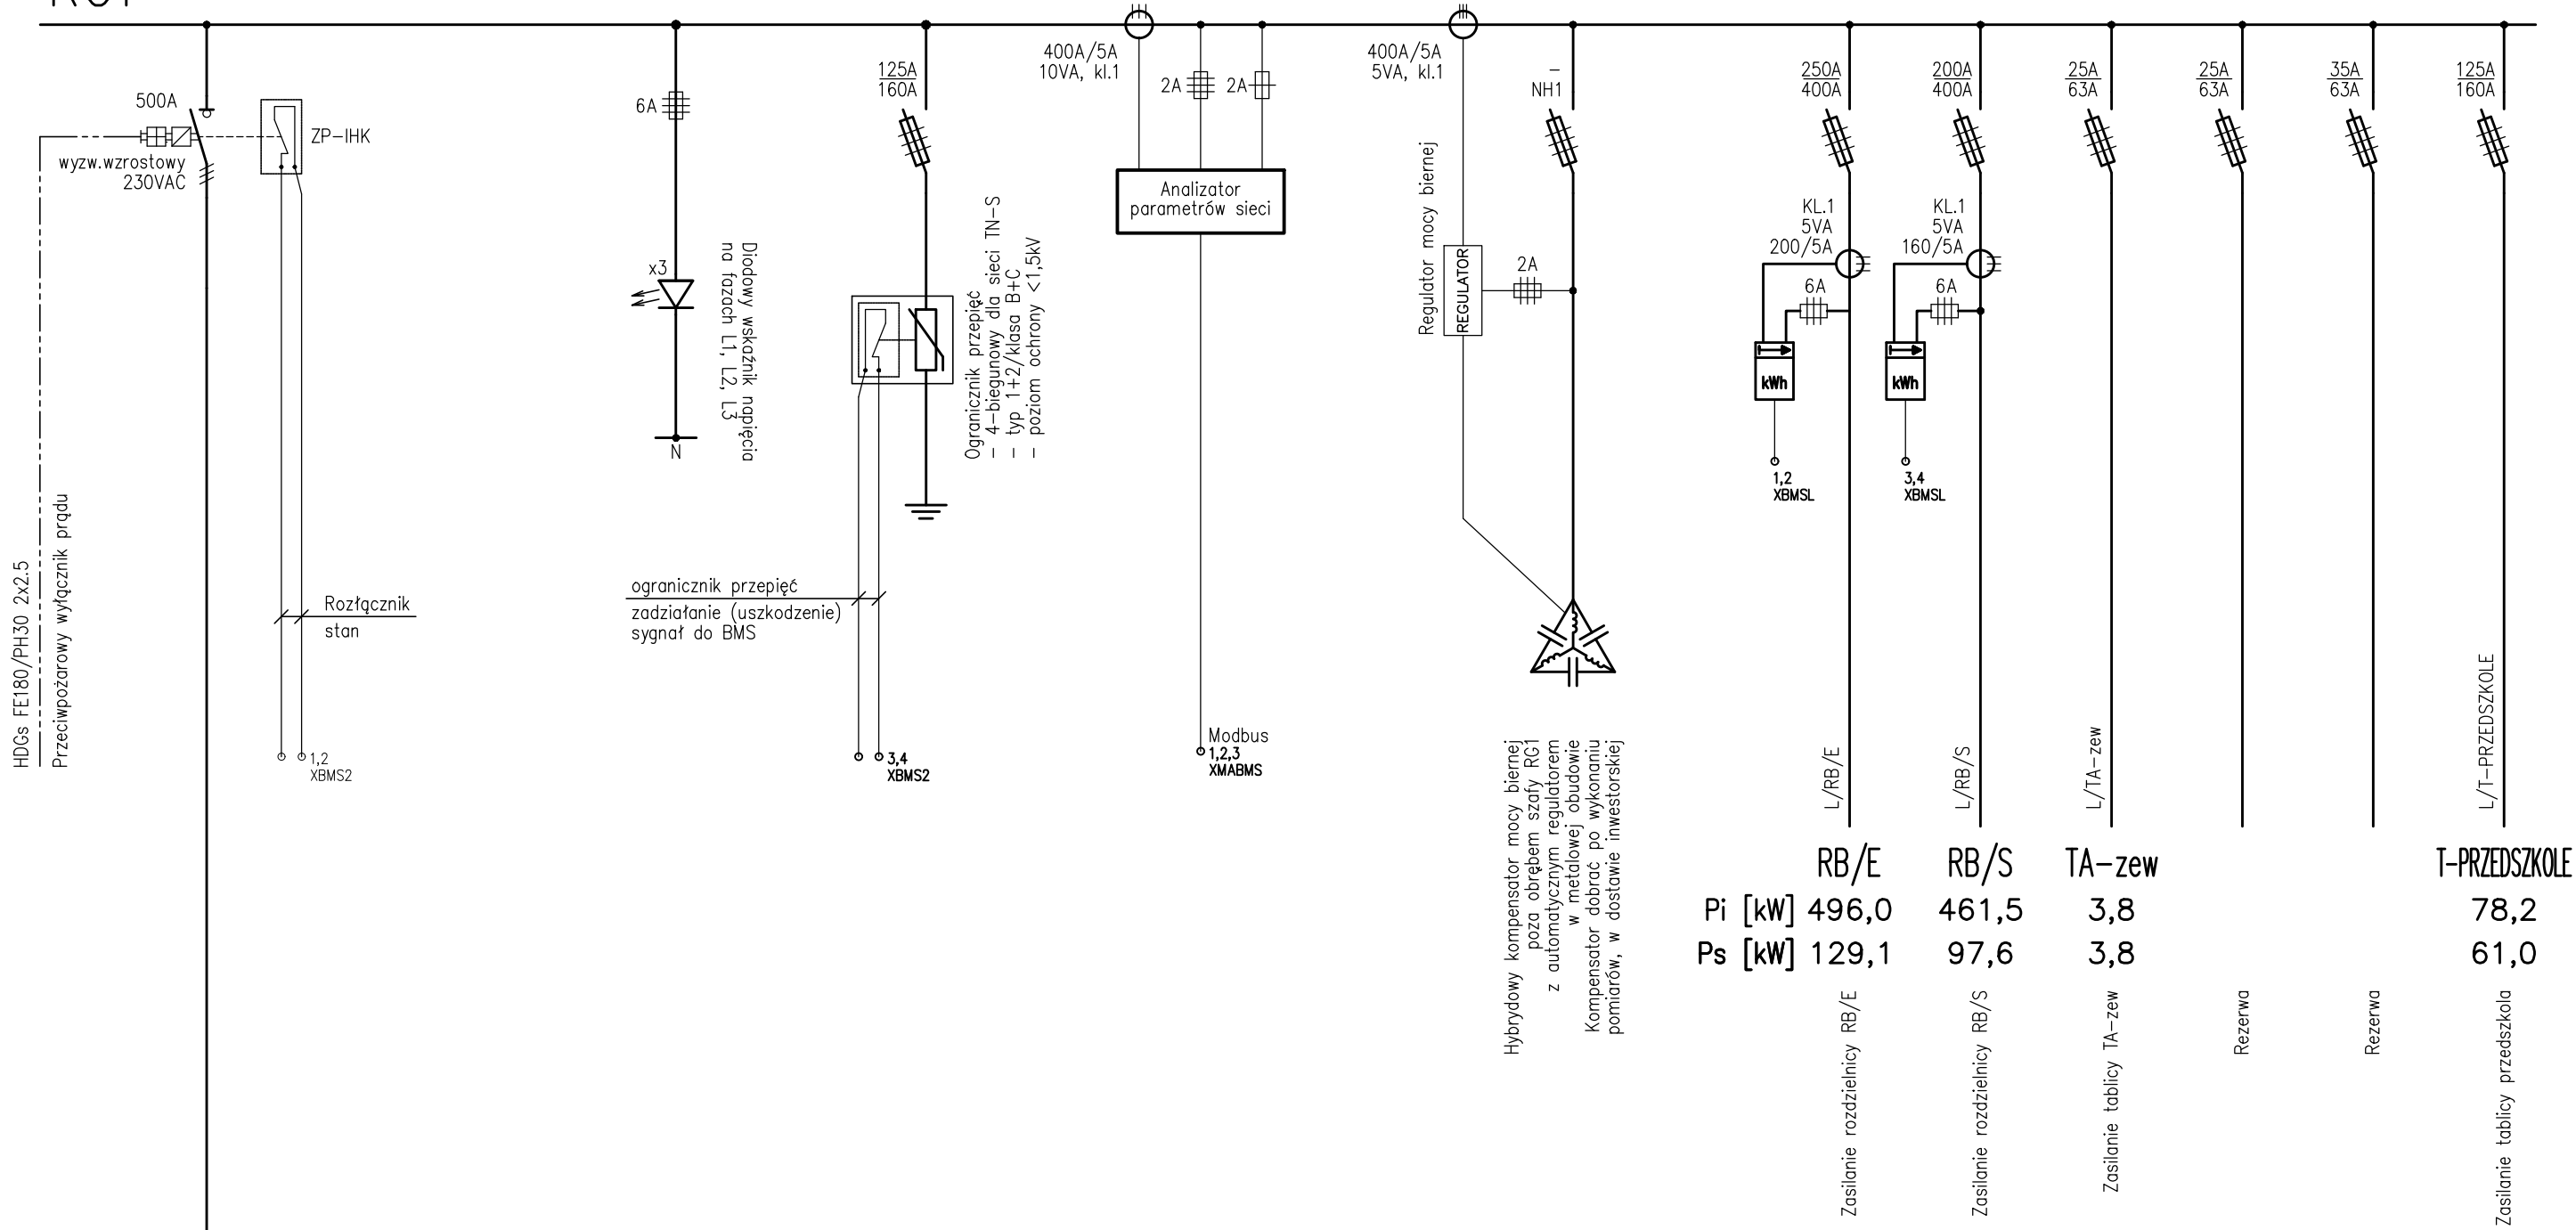 500A
wyzw.wzrostowy
230VAC
ZP-IHK
HDGs FE180/PH30 2x2.5
Przeciwpożarowy wyłącznik prądu
Rozłącznik
stan
1,2
XBMS2
6A
x3
N
Diodowy wskaźnik napięcia
na fazach L1, L2, L3
125A
160A
Ogranicznik przepięć
- 4-biegunowy dla sieci TN-S
- typ 1+2/klasa B+C
- poziom ochrony <1,5kV
ogranicznik przepięć
zadziałanie (uszkodzenie)
sygnał do BMS
3,4
XBMS2
400A/5A
10VA, kl.1
2A
2A
Analizator
parametrów sieci
Modbus
1,2,3
XMABMS
400A/5A
5VA, kl.1
Regulator mocy biernej
REGULATOR
2A
-
NH1
Hybrydowy kompensator mocy biernej
poza obrębem szafy RG1
z automatycznym regulatorem
w metalowej obudowie
Kompensator dobrać po wykonaniu
pomiarów, w dostawie inwestorskiej
250A
400A
KL.1
5VA
200/5A
6A
kWh
1,2
XBMSL
L/RB/E
200A
400A
KL.1
5VA
160/5A
6A
kWh
3,4
XBMSL
L/RB/S
25A
63A
L/TA-zew
25A
63A
35A
63A
125A
160A
L/T-PRZEDSZKOLE
RB/E RB/S TA-zew T-PRZEDSZKOLE
Pi [kW] 496,0 461,5 3,8 78,2
Ps [kW] 129,1 97,6 3,8 61,0
Zasilanie rozdzielnicy RB/E
Zasilanie rozdzielnicy RB/S
Zasilanie tablicy TA-zew
Rezerwa
Rezerwa
Zasilanie tablicy przedszkola